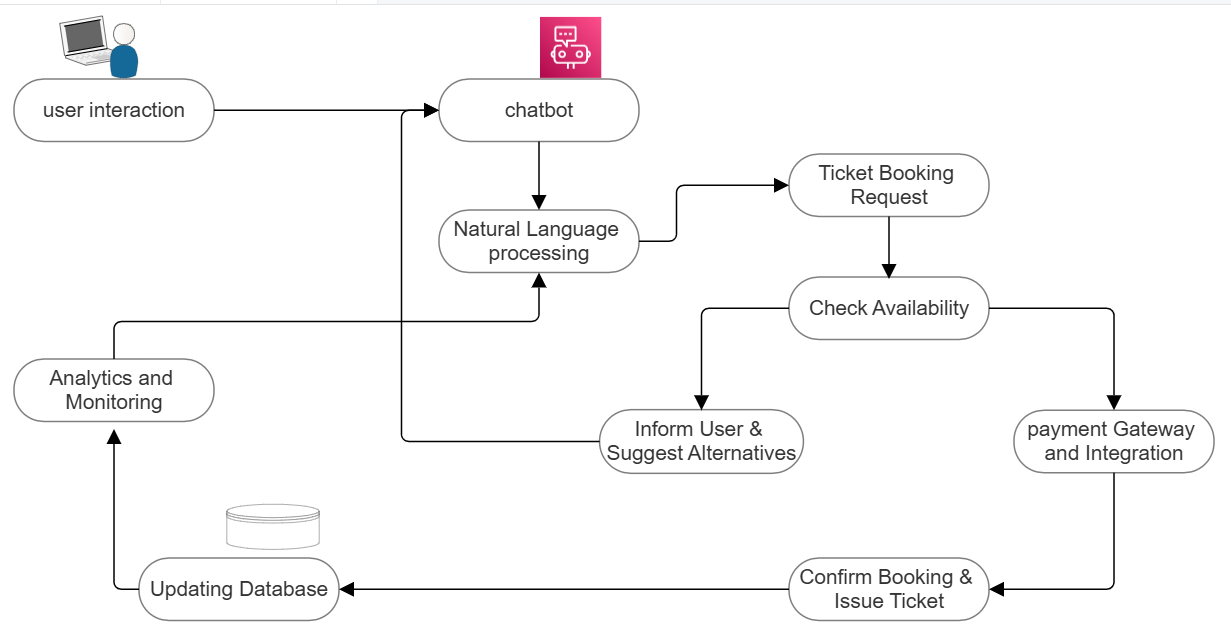 user interaction
chatbot
Ticket Booking
Request
Natural Language
processing
Check Availability
Analytics and
Monitoring
Inform User &
Suggest Alternatives
payment Gateway
and Integration
Updating Database
Confirm Booking &
Issue Ticket